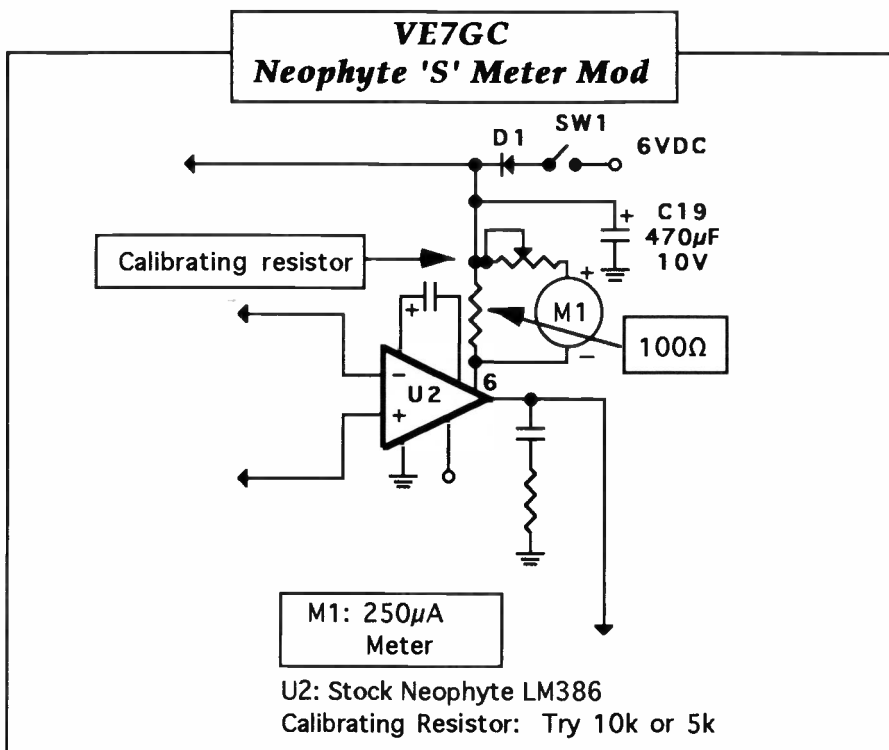 VE7GC
Neophyte 'S' Meter Mod
D1
SW1
6VDC
+
C19
470µF
10V
Calibrating resistor
+
+
M1
−
100Ω
−
U2
6
+
M1: 250µA
Meter
U2: Stock Neophyte LM386
Calibrating Resistor: Try 10k or 5k